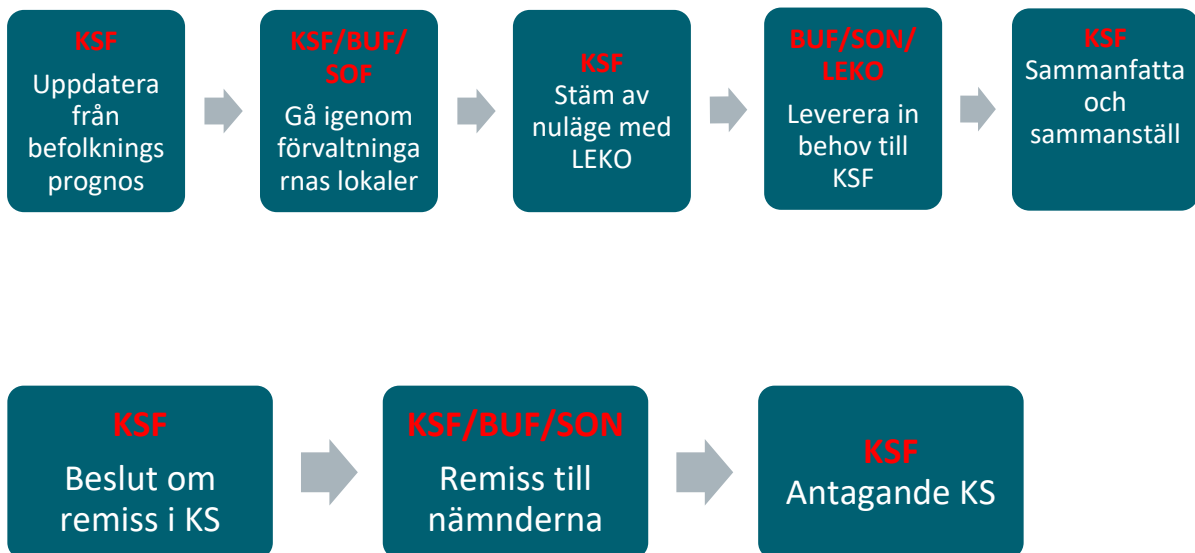 KSF
Uppdatera
från
befolknings
prognos
KSF/BUF/
SOF
Gå igenom
förvaltninga
rnas lokaler
KSF
Stäm av
nuläge med
LEKO
BUF/SON/
LEKO
Leverera in
behov till
KSF
KSF
Sammanfatta
och
sammanställ
KSF
Beslut om
remiss i KS
KSF/BUF/SON
Remiss till
nämnderna
KSF
Antagande KS